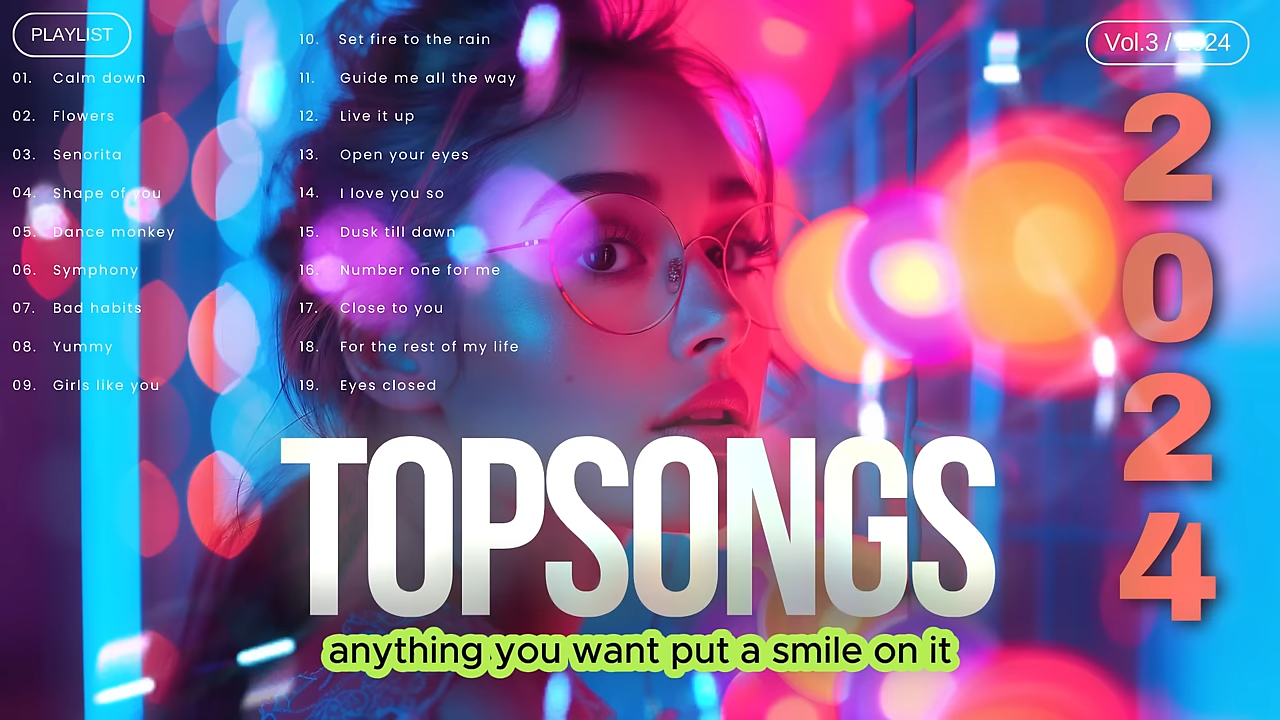 PLAYLIST
01. Calm down
02. Flowers
03. Senorita
04. Shape of you
05. Dance monkey
06. Symphony
07. Bad habits
08. Yummy
09. Girls like you
10. Set fire to the rain
11. Guide me all the way
12. Live it up
13. Open your eyes
14. I love you so
15. Dusk till dawn
16. Number one for me
17. Close to you
18. For the rest of my life
19. Eyes closed
Vol.3 / 2024
2
0
2
4
TOPSONGS
anything you want put a smile on it